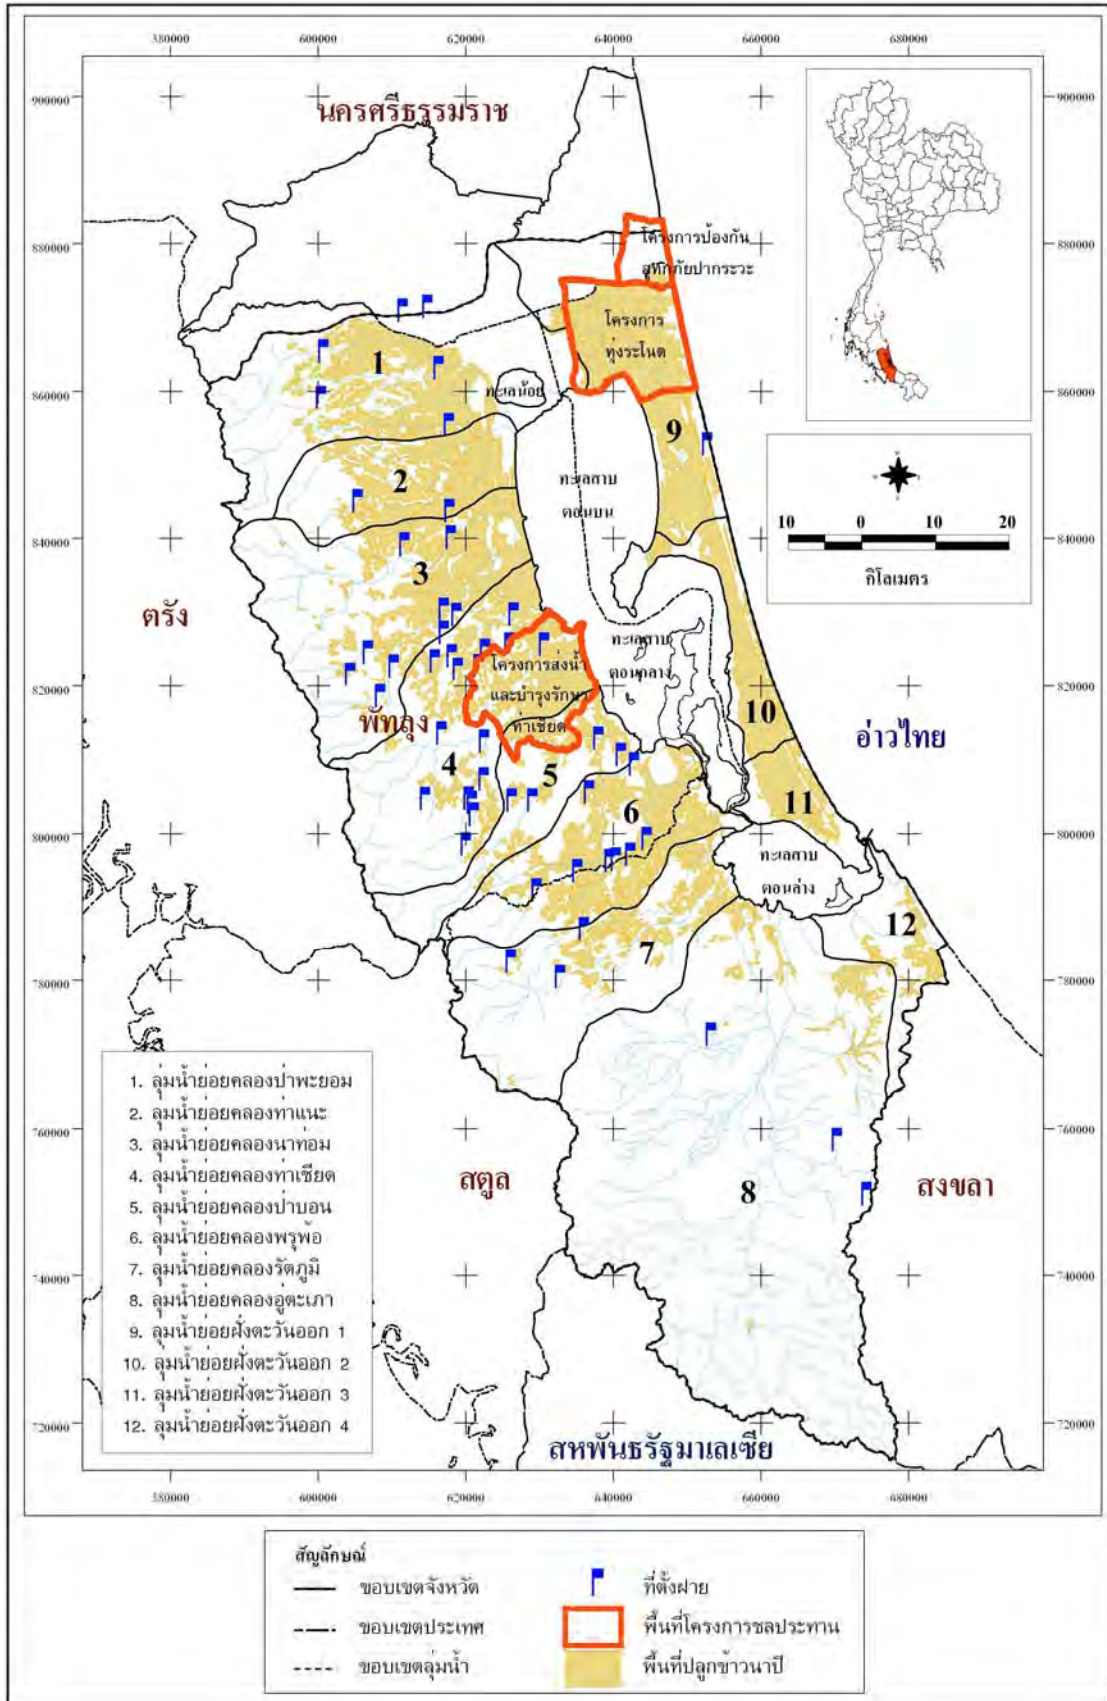 580000 600000 620000 640000 660000 680000
900000 900000
นครศรีธรรมราช
880000 880000
โครงการป้องกัน
อุทกภัยปากระวะ
โครงการ
ทุ่งระโนด
1
ทะเลน้อย
860000 860000
9
2
ทะเลสาบ
ตอนบน
10 0 10 20
กิโลเมตร
840000 840000
3
ตรัง
ทะเลสาบ
ตอนกลาง
โครงการส่งน้ำ
และบำรุงรักษา
ท่าเชียด
820000 820000
พัทลุง
10
อ่าวไทย
4
5
11
6
800000 800000
ทะเลสาบ
ตอนล่าง
12
7
780000 780000
1. ลุ่มน้ำย่อยคลองป่าพะยอม
2. ลุ่มน้ำย่อยคลองท่าแนะ
3. ลุ่มน้ำย่อยคลองนาท่อม
4. ลุ่มน้ำย่อยคลองท่าเชียด
5. ลุ่มน้ำย่อยคลองป่าบอน
6. ลุ่มน้ำย่อยคลองพรุพ้อ
7. ลุ่มน้ำย่อยคลองรัตภูมิ
8. ลุ่มน้ำย่อยคลองอู่ตะเภา
9. ลุ่มน้ำย่อยฝั่งตะวันออก 1
10. ลุ่มน้ำย่อยฝั่งตะวันออก 2
11. ลุ่มน้ำย่อยฝั่งตะวันออก 3
12. ลุ่มน้ำย่อยฝั่งตะวันออก 4
760000 760000
สตูล
8
สงขลา
740000 740000
720000 720000
สหพันธรัฐมาเลเซีย
580000 600000 620000 640000 660000 680000
สัญลักษณ์
ขอบเขตจังหวัด
ขอบเขตประเทศ
ขอบเขตลุ่มน้ำ
ที่ตั้งฝาย
พื้นที่โครงการชลประทาน
พื้นที่ปลูกข้าวนาปี